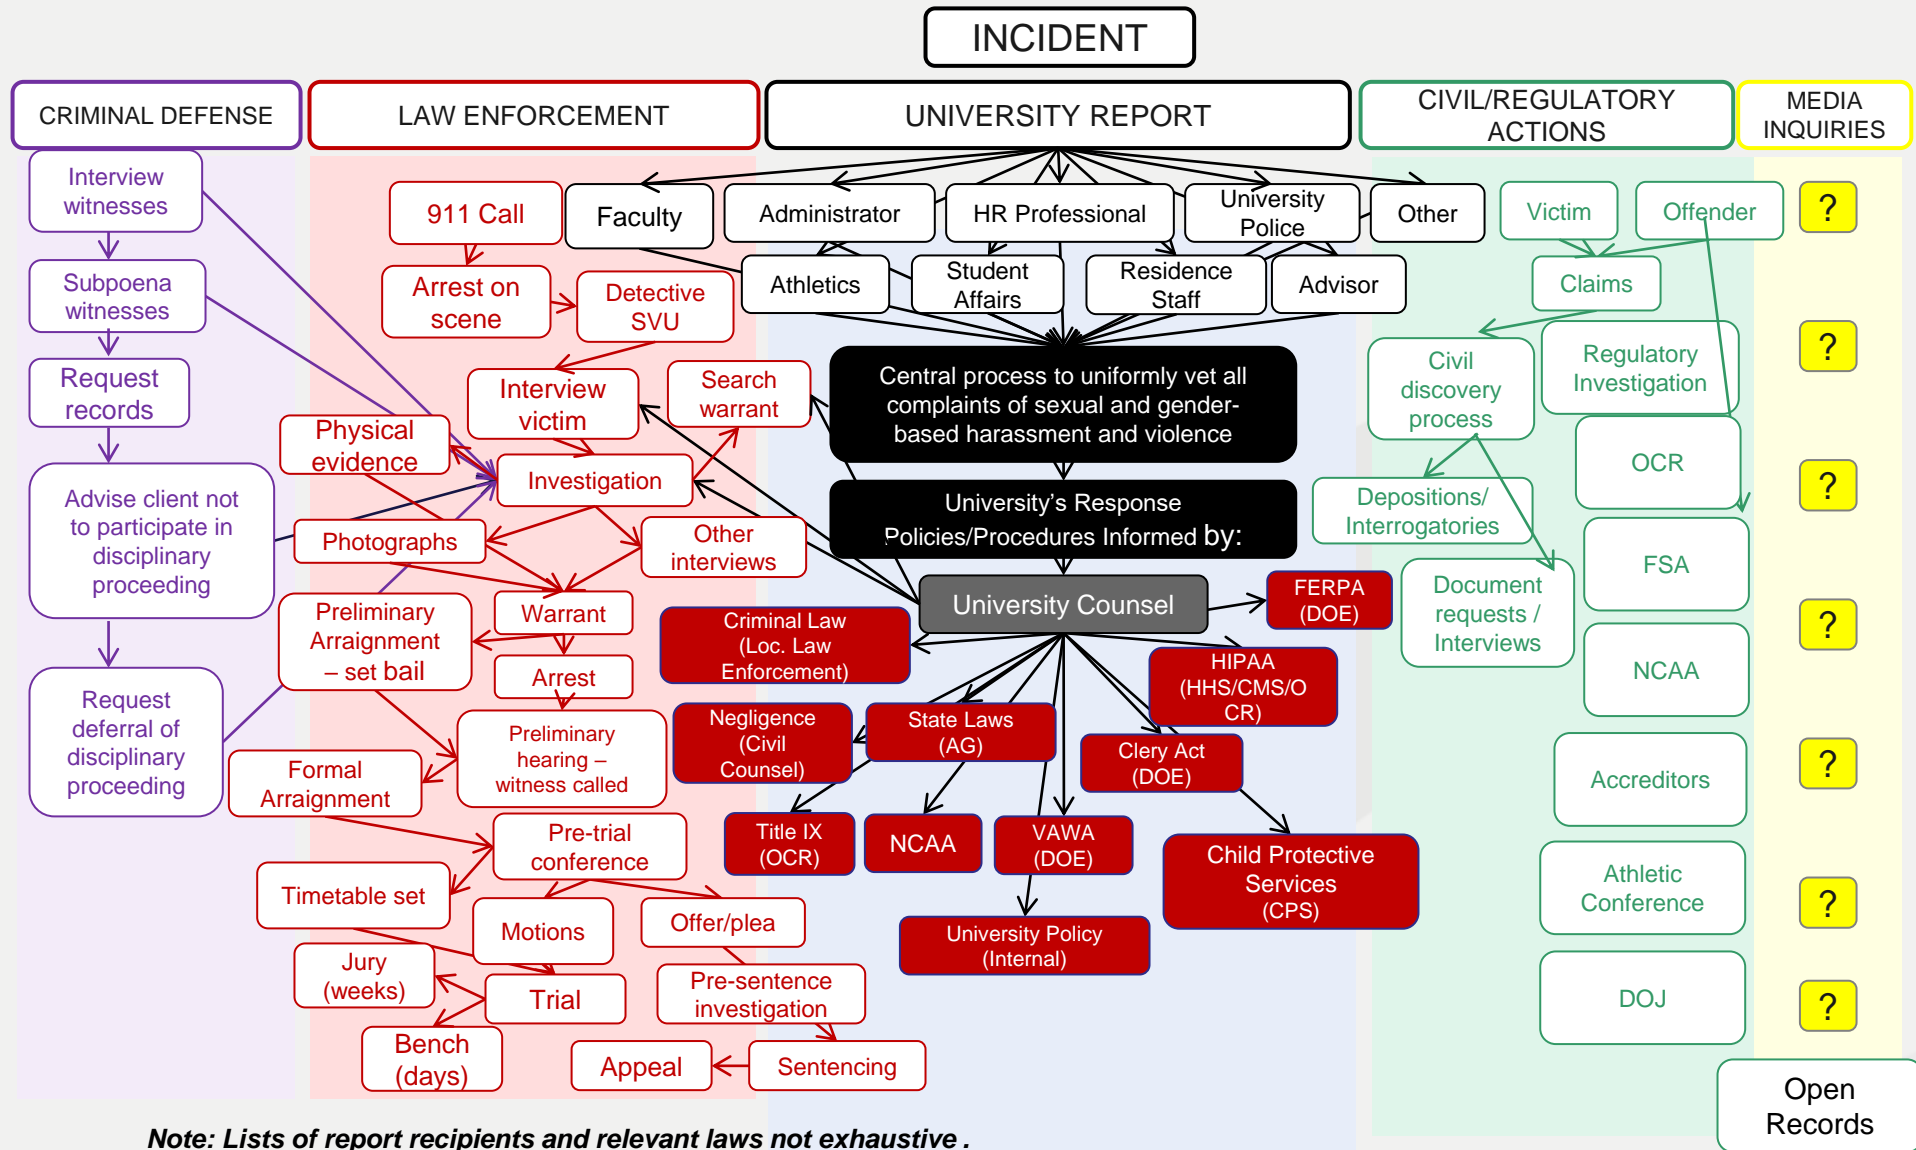 INCIDENT
CRIMINAL DEFENSE
LAW ENFORCEMENT
UNIVERSITY REPORT
CIVIL/REGULATORY
ACTIONS
MEDIA
INQUIRIES
Interview
witnesses
Subpoena
witnesses
Request
records
Advise client not
to participate in
disciplinary
proceeding
Request
deferral of
disciplinary
proceeding
911 Call
Arrest on
scene
Detective
SVU
Interview
victim
Search
warrant
Physical
evidence
Investigation
Photographs
Other
interviews
Warrant
Preliminary
Arraignment
– set bail
Arrest
Preliminary
hearing –
witness called
Formal
Arraignment
Pre-trial
conference
Timetable set
Motions
Offer/plea
Jury
(weeks)
Trial
Pre-sentence
investigation
Bench
(days)
Appeal
Sentencing
Faculty
Administrator
HR Professional
University
Police
Other
Athletics
Student
Affairs
Residence
Staff
Advisor
Central process to uniformly vet all
complaints of sexual and gender-
based harassment and violence
University’s Response
Policies/Procedures Informed by:
University Counsel
FERPA
(DOE)
Criminal Law
(Loc. Law
Enforcement)
HIPAA
(HHS/CMS/O
CR)
Negligence
(Civil
Counsel)
State Laws
(AG)
Clery Act
(DOE)
Title IX
(OCR)
NCAA
VAWA
(DOE)
Child Protective
Services
(CPS)
University Policy
(Internal)
Victim
Offender
Claims
Civil
discovery
process
Regulatory
Investigation
OCR
Depositions/
Interrogatories
FSA
Document
requests /
Interviews
NCAA
Accreditors
Athletic
Conference
DOJ
?
?
?
?
?
?
?
Open
Records
Note: Lists of report recipients and relevant laws not exhaustive .